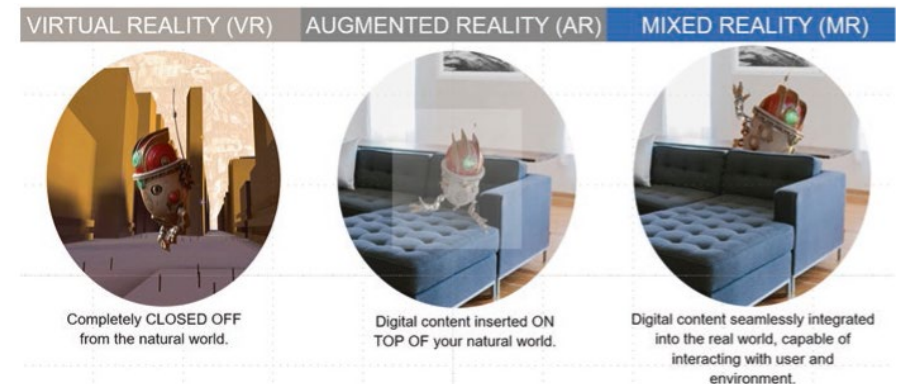 VIRTUAL REALITY (VR)
AUGMENTED REALITY (AR)
MIXED REALITY (MR)
Completely CLOSED OFF
from the natural world.
Digital content inserted ON
TOP OF your natural world.
Digital content seamlessly integrated
into the real world, capable of
interacting with user and
environment.